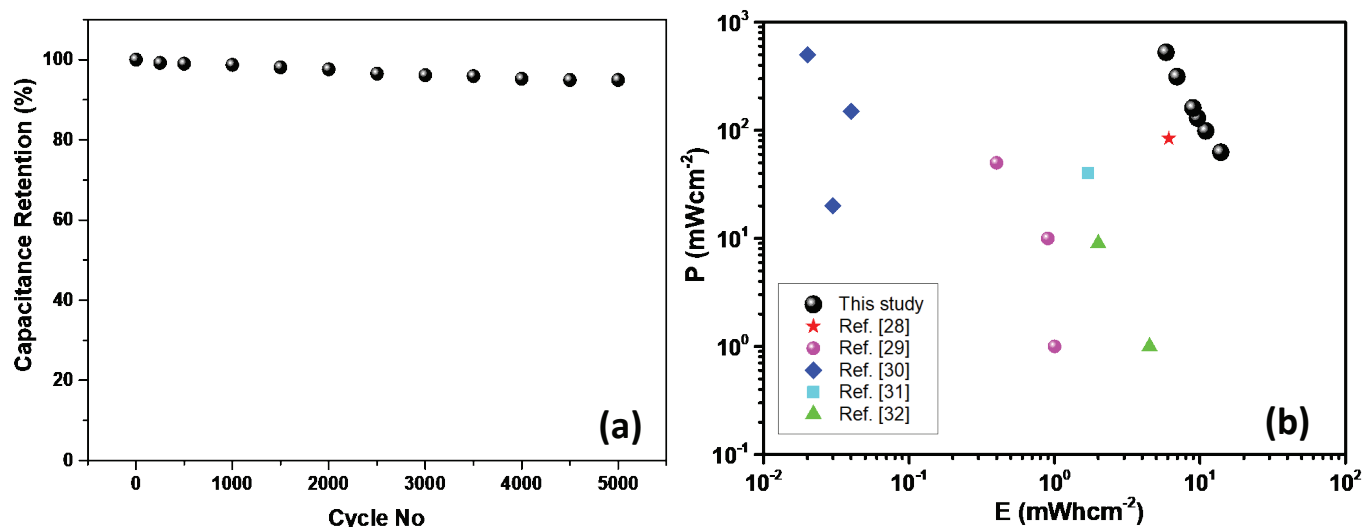 100
80
60
40
20
0
Capacitance Retention (%)
0 1000 2000 3000 4000 5000
Cycle No
(a)
10³
10²
10¹
10⁰
10⁻¹
P (mWcm⁻²)
This study
Ref. [28]
Ref. [29]
Ref. [30]
Ref. [31]
Ref. [32]
(b)
10⁻² 10⁻¹ 10⁰ 10¹ 10²
E (mWhcm⁻²)